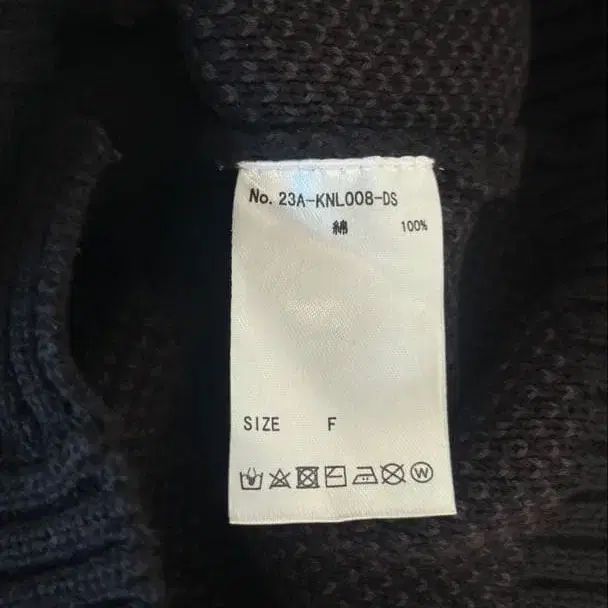 No. 23A-KNL008-DS
綿 100%
SIZE F
W